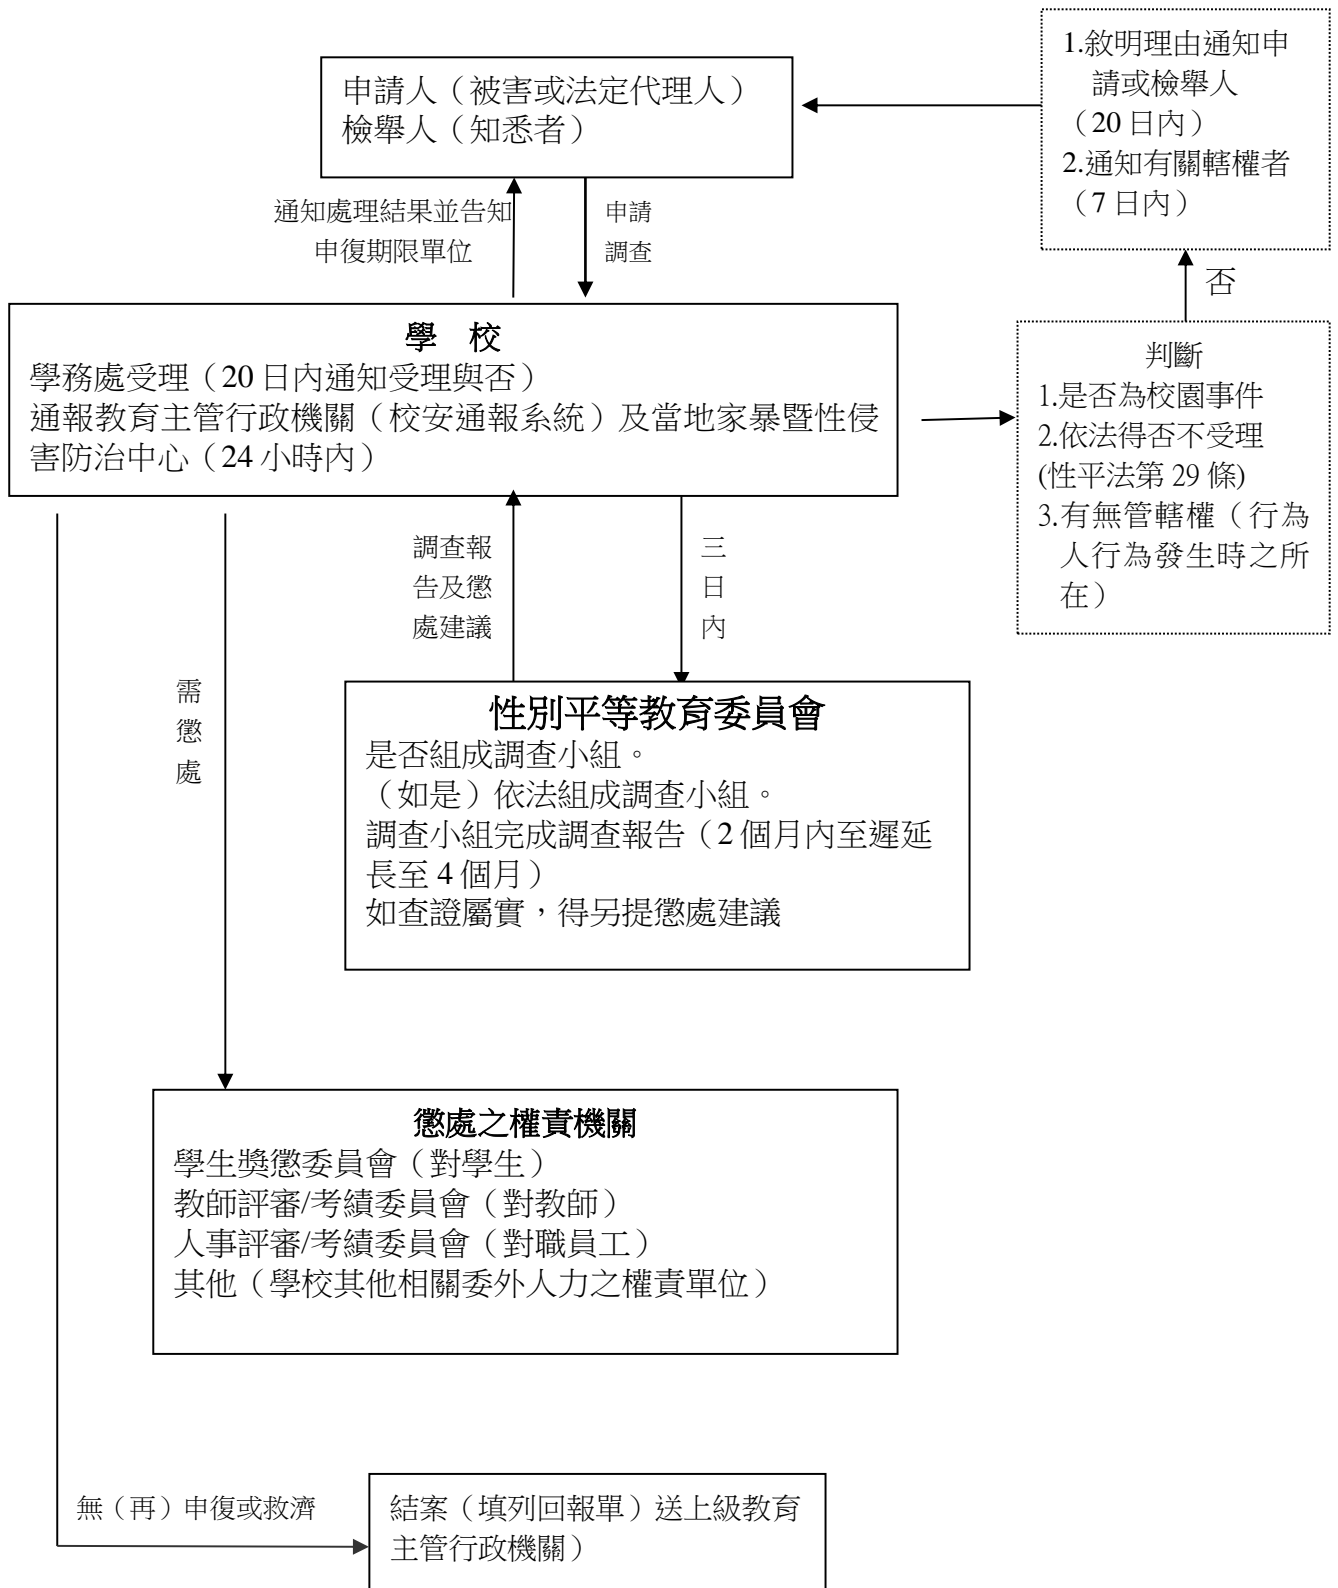 1.敘明理由通知申
請或檢舉人
（20 日內）
2.通知有關轄權者
（7 日內）
申請人（被害或法定代理人）
檢舉人（知悉者）
通知處理結果並告知
申復期限單位
申請
調查
否
學 校
學務處受理（20 日內通知受理與否）
通報教育主管行政機關（校安通報系統）及當地家暴暨性侵
害防治中心（24 小時內）
判斷
1.是否為校園事件
2.依法得否不受理
(性平法第 29 條)
3.有無管轄權（行為
人行為發生時之所
在）
調查報
告及懲
處建議
三
日
內
需
懲
處
性別平等教育委員會
是否組成調查小組。
（如是）依法組成調查小組。
調查小組完成調查報告（2 個月內至遲延
長至 4 個月）
如查證屬實，得另提懲處建議
懲處之權責機關
學生獎懲委員會（對學生）
教師評審/考績委員會（對教師）
人事評審/考績委員會（對職員工）
其他（學校其他相關委外人力之權責單位）
無（再）申復或救濟
結案（填列回報單）送上級教育
主管行政機關）